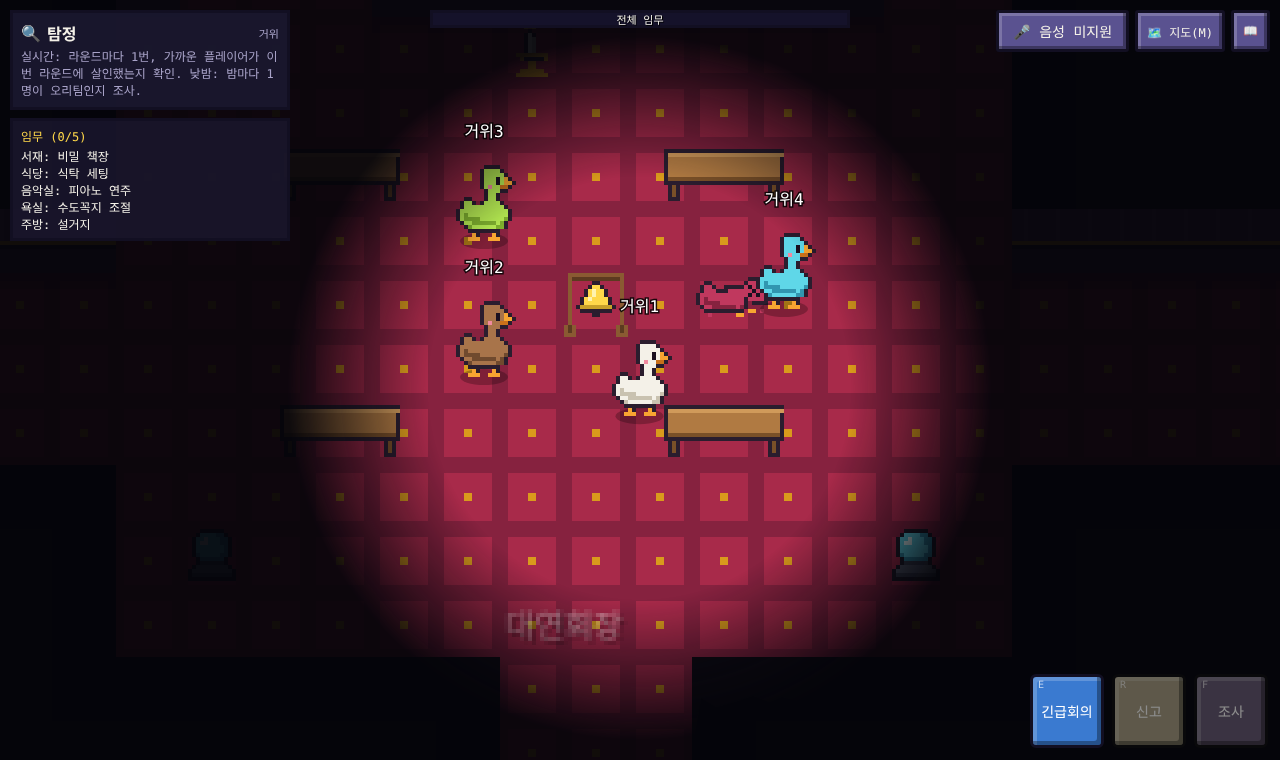 🔍 탐정
거위
실시간: 라운드마다 1번, 가까운 플레이어가 이
번 라운드에 살인했는지 확인. 낮밤: 밤마다 1
명이 오리팀인지 조사.
임무 (0/5)
서재: 비밀 책장
식당: 식탁 세팅
음악실: 피아노 연주
욕실: 수도꼭지 조절
주방: 설거지
전체 임무
🎤 음성 미지원
🗺️ 지도(M)
📖
거위3
거위4
거위2
거위1
대연회장
E
긴급회의
R
신고
F
조사